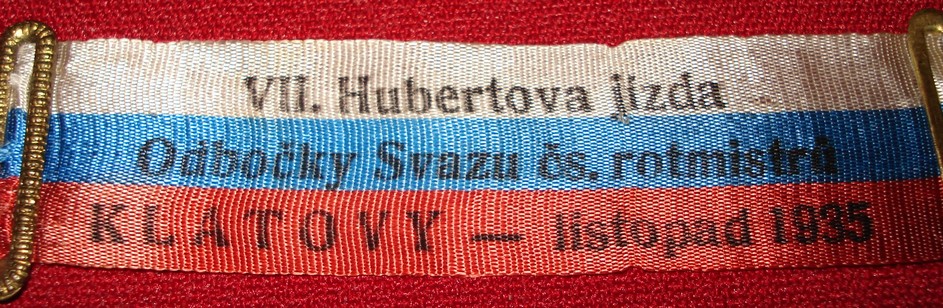 VII. Hubertova jízda
Odbočky Svazu čs. rotmistrů
KLATOVY — listopad 1935